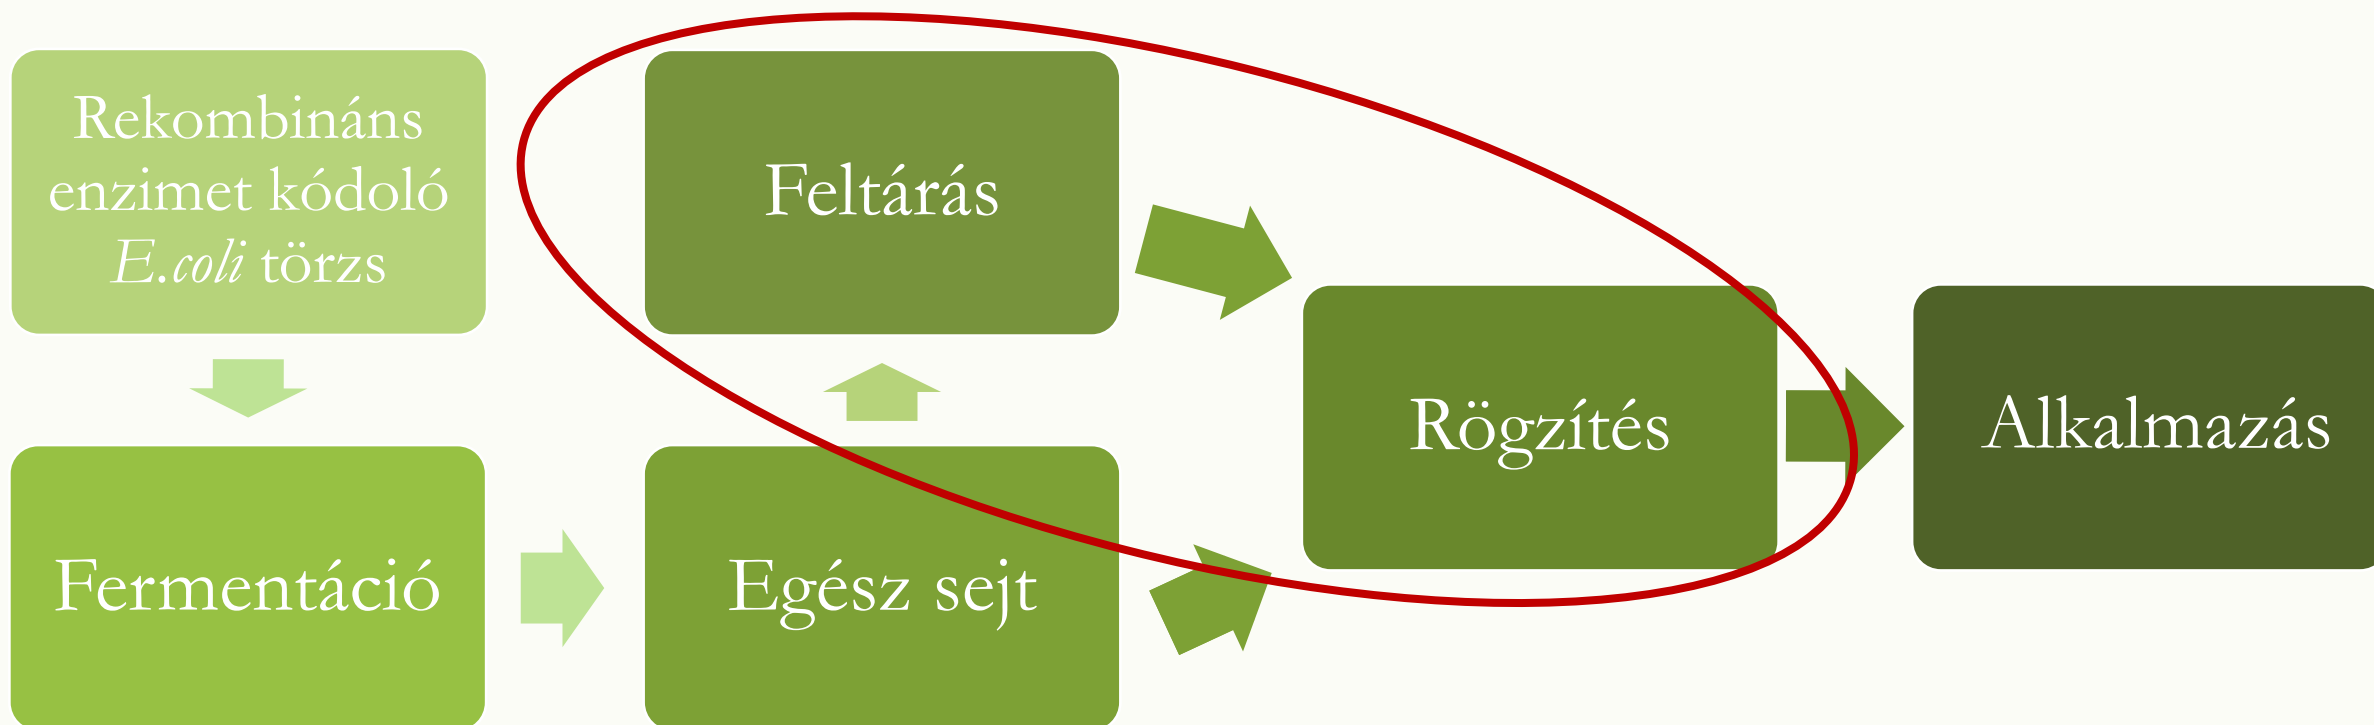 Rekombináns
enzimet kódoló
E.coli törzs
Fermentáció
Egész sejt
Feltárás
Rögzítés
Alkalmazás